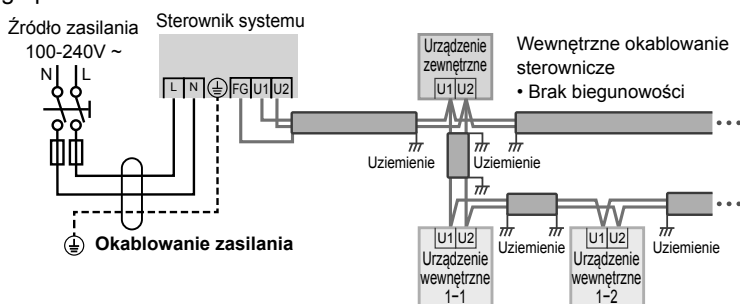 Źródło zasilania
100-240V ~
N L
Sterownik systemu
L N FG U1 U2
Urządzenie
zewnętrzne
U1 U2
Wewnętrzne okablowanie
sterownicze
• Brak biegunowości
Uziemienie
Uziemienie
Okablowanie zasilania
U1 U2
Urządzenie
wewnętrzne
1−1
Uziemienie
U1 U2
Urządzenie
wewnętrzne
1−2
Uziemienie